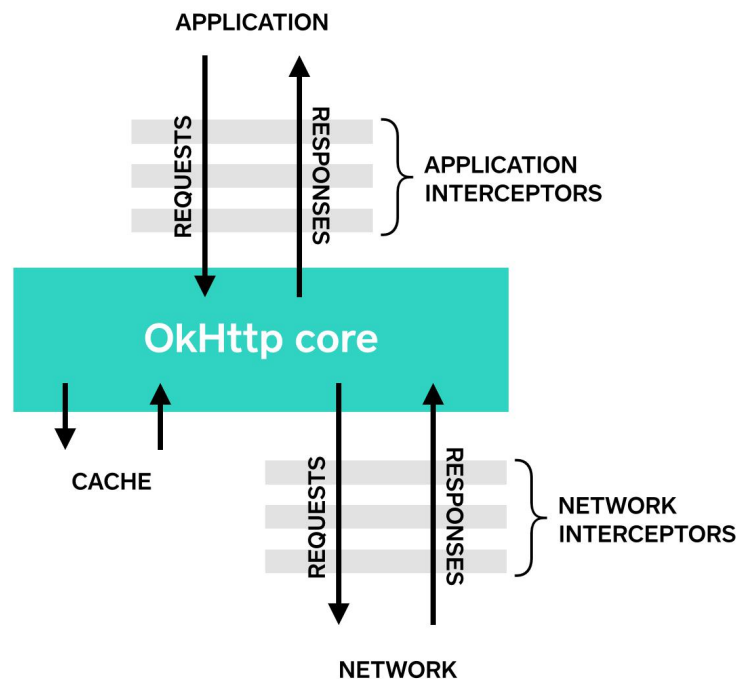 APPLICATION
REQUESTS
RESPONSES
APPLICATION
INTERCEPTORS
OkHttp core
CACHE
REQUESTS
RESPONSES
NETWORK
INTERCEPTORS
NETWORK